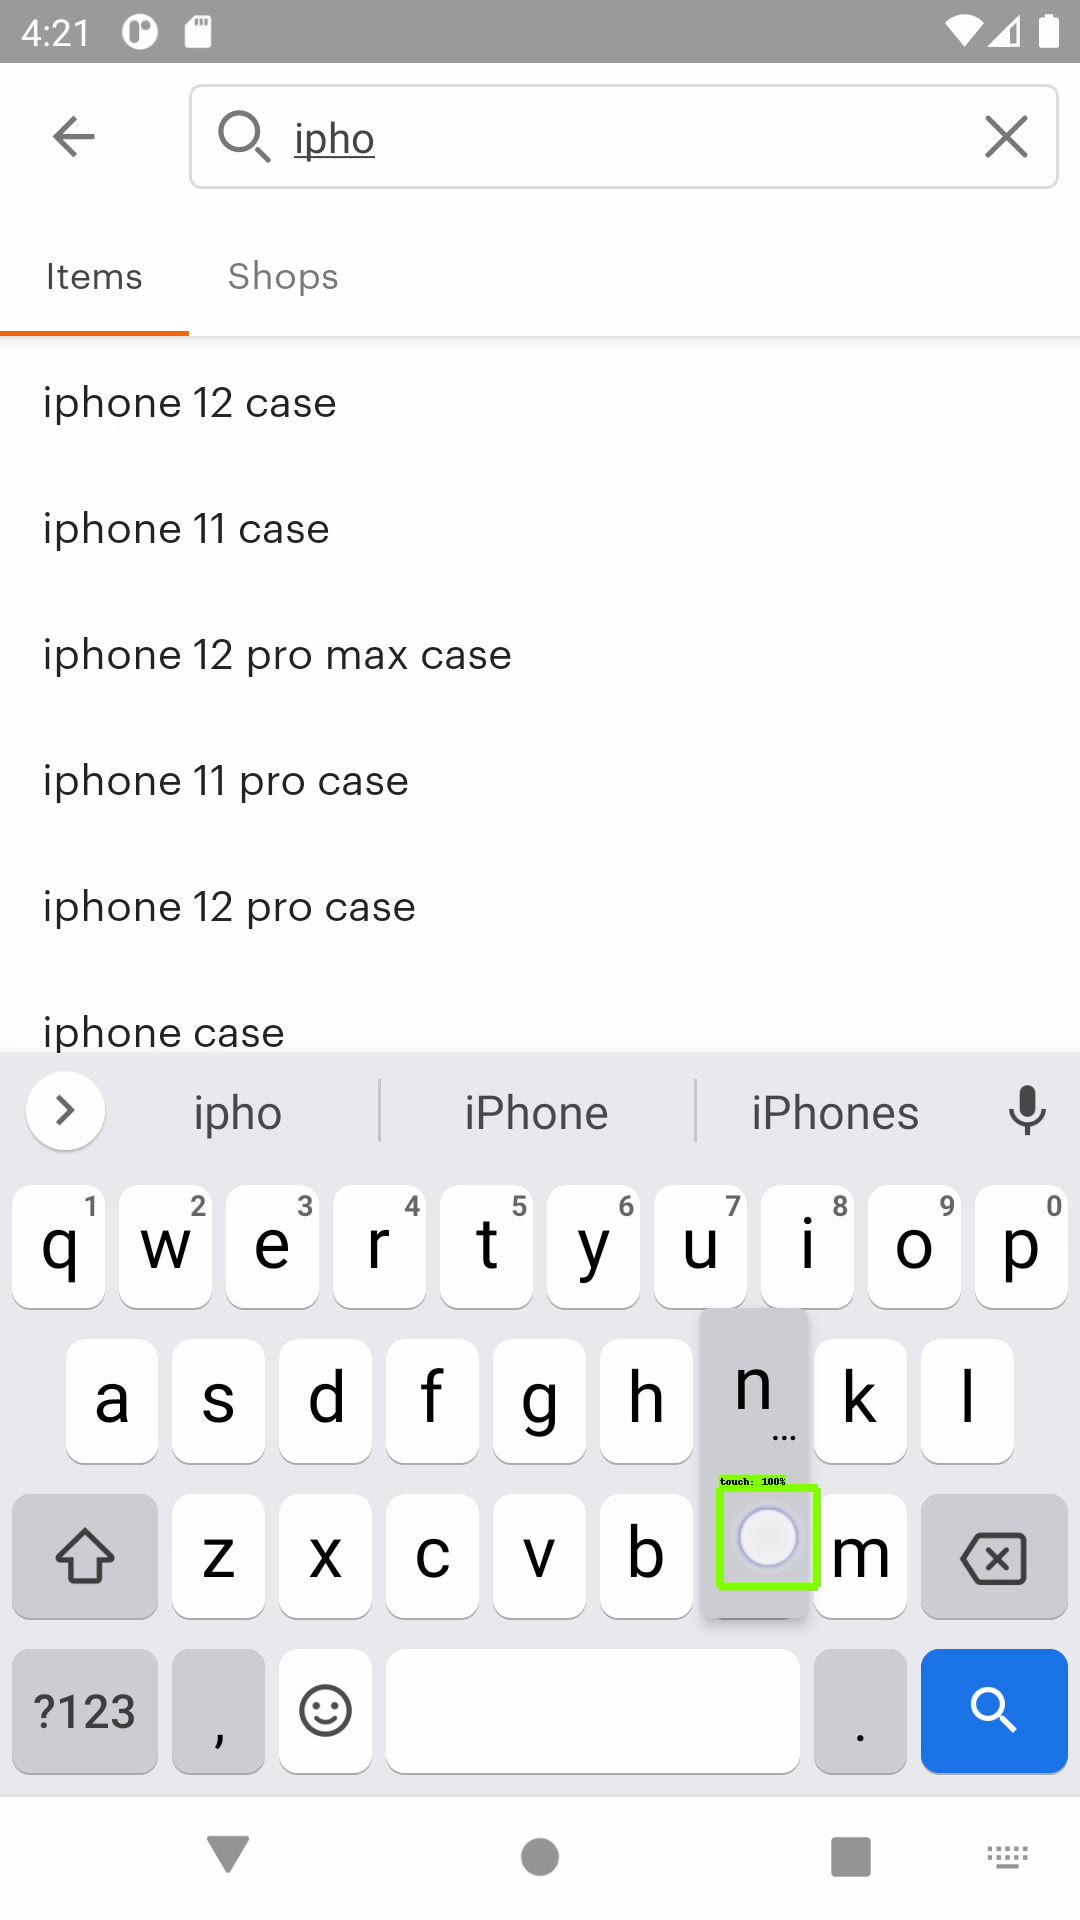 4:21
ipho
Items Shops
iphone 12 case
iphone 11 case
iphone 12 pro max case
iphone 11 pro case
iphone 12 pro case
iphone case
ipho iPhone iPhones
1 2 3 4 5 6 7 8 9 0
q w e r t y u i o p
a s d f g h n k l
...
touch: 100%
z x c v b m
?123 , .